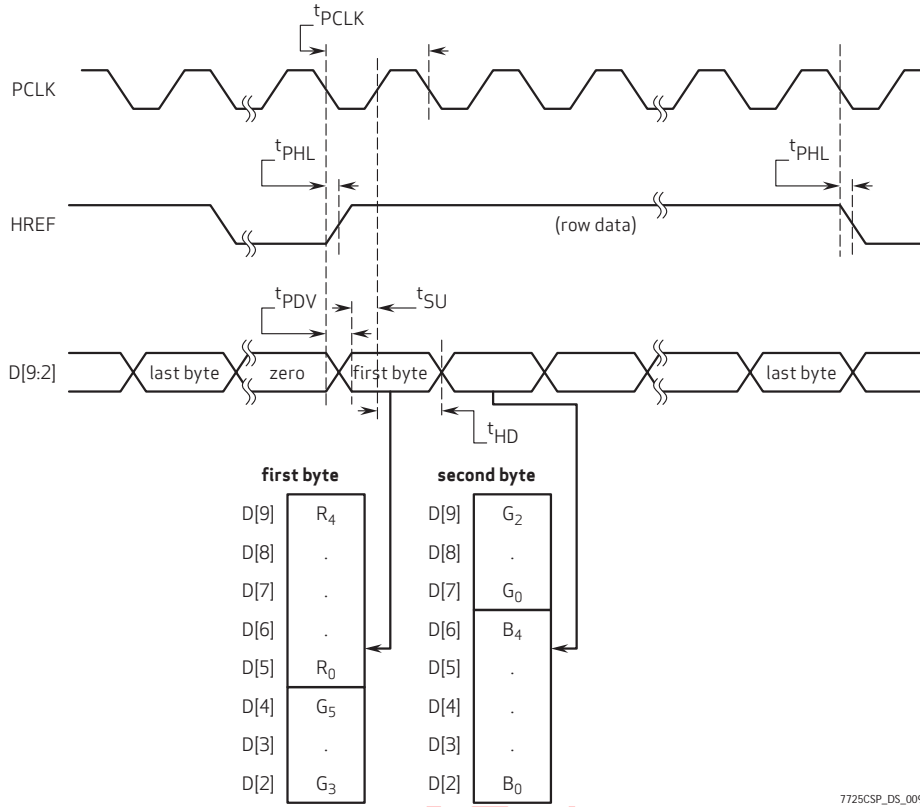 tPCLK
PCLK
tPHL
tPHL
HREF
(row data)
tPDV
tSU
D[9:2]
last byte
zero
first byte
last byte
tHD
first byte
second byte
D[9] R4
D[8] .
D[7] .
D[6] .
D[5] R0
D[4] G5
D[3] .
D[2] G3
D[9] G2
D[8] .
D[7] G0
D[6] B4
D[5] .
D[4] .
D[3] .
D[2] B0